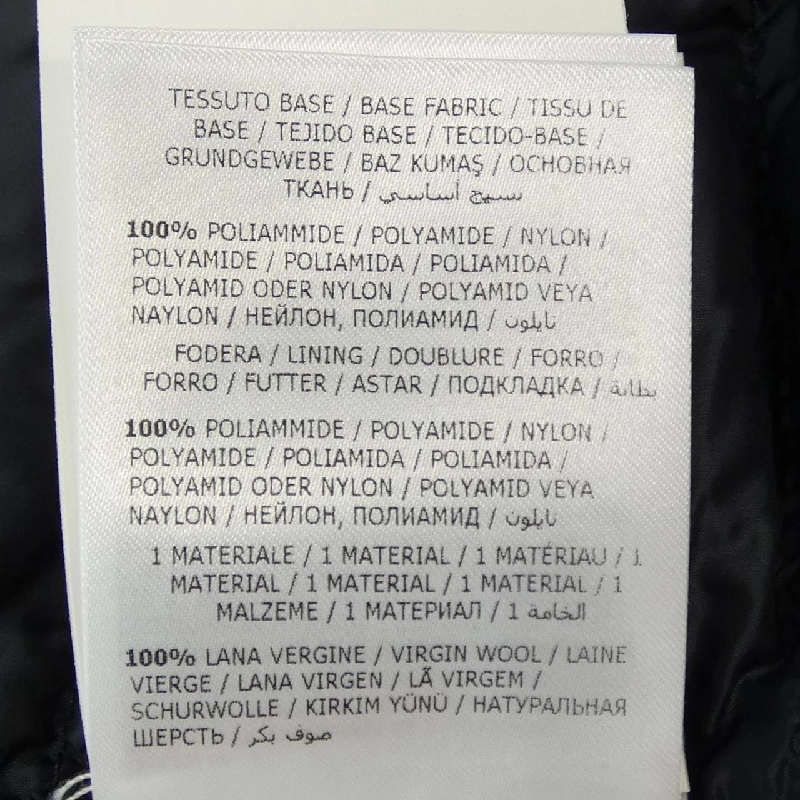 TESSUTO BASE / BASE FABRIC / TISSU DE
BASE / TEJIDO BASE / TECIDO-BASE /
GRUNDGEWEBE / BAZ KUMAŞ / ОСНОВНАЯ
ТКАНЬ / نسيج أساسي
100% POLIAMMIDE / POLYAMIDE / NYLON /
POLYAMIDE / POLIAMIDA / POLIAMIDA /
POLYAMID ODER NYLON / POLYAMID VEYA
NAYLON / НЕЙЛОН, ПОЛИАМИД / نايلون
FODERA / LINING / DOUBLURE / FORRO /
FORRO / FUTTER / ASTAR / ПОДКЛАДКА / بطانة
100% POLIAMMIDE / POLYAMIDE / NYLON /
POLYAMIDE / POLIAMIDA / POLIAMIDA /
POLYAMID ODER NYLON / POLYAMID VEYA
NAYLON / НЕЙЛОН, ПОЛИАМИД / نايلون
1 MATERIALE / 1 MATERIAL / 1 MATÉRIAU / 1
MATERIAL / 1 MATERIAL / 1 MATERIAL / 1
MALZEME / 1 МАТЕРИАЛ / 1 الخامة
100% LANA VERGINE / VIRGIN WOOL / LAINE
VIERGE / LANA VIRGEN / LÃ VIRGEM /
SCHURWOLLE / KIRKIM YÜNÜ / НАТУРАЛЬНАЯ
ШЕРСТЬ / صوف بكر